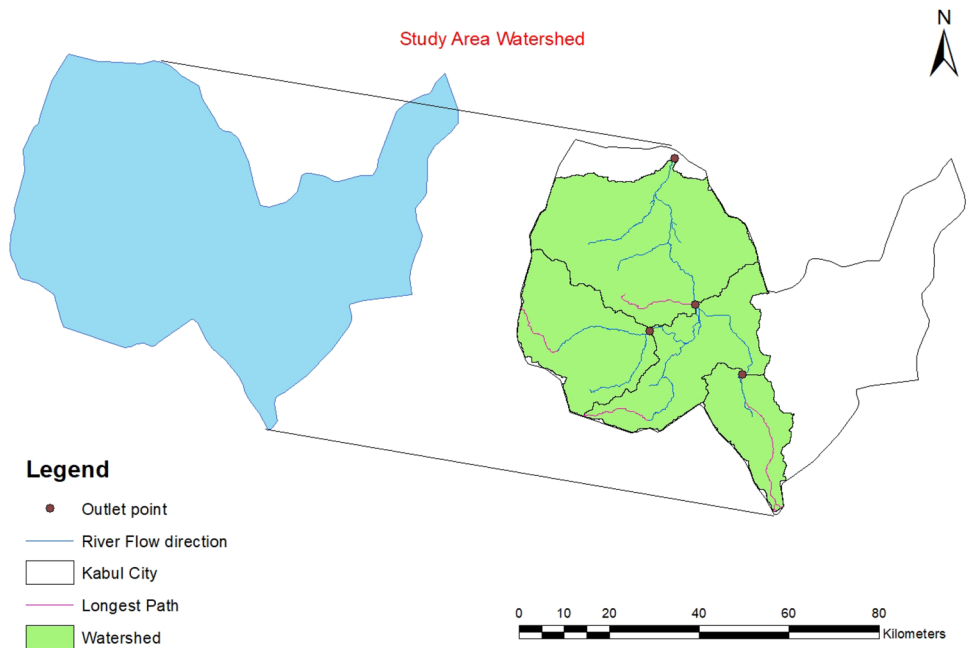 Study Area Watershed
N
Legend
Outlet point
River Flow direction
Kabul City
Longest Path
Watershed
0 10 20 40 60 80
Kilometers